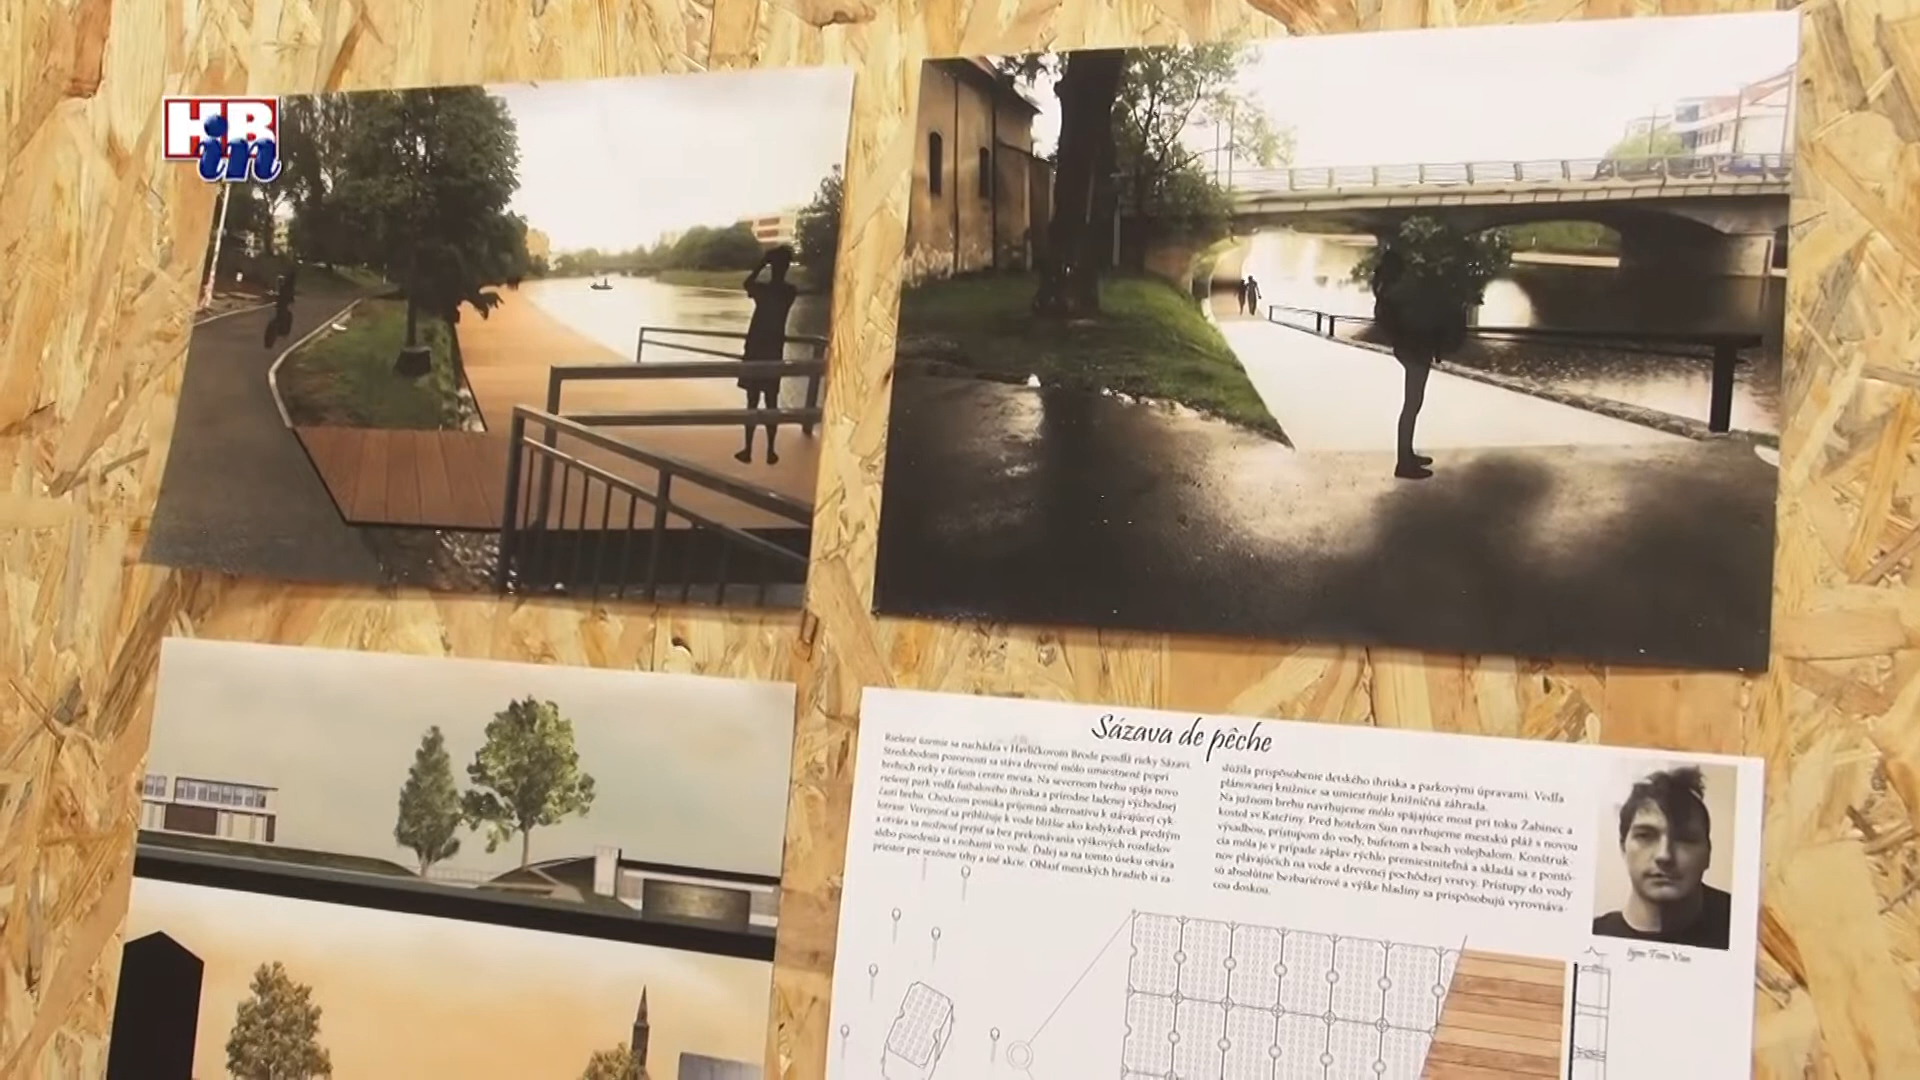 HB
in
Sázava de pêche
Riešené územie sa nachádza v Havlíčkovom Brode pozdĺž rieky Sázavy.
Stredobodom pozornosti sa stáva drevené mólo umiestnené popri
brehoch rieky v širšom centre mesta. Na severnom brehu spája novo
riešený park vedľa futbalového ihriska a prírodne ladenej východnej
časti brehu. Chodcom ponúka príjemnú alternatívu k stávajúcej cyk-
lotrase. Verejnosť sa približuje k vode bližšie ako kedykoľvek predtým
a otvára sa možnosť prejsť sa bez prekonávania výškových rozdielov
alebo posedenia si s nohami vo vode. Ďalej sa na tomto úseku otvára
priestor pre sezónne trhy a iné akcie. Oblasť mestských hradieb si za-
slúžila prispôsobenie detského ihriska a parkovými úpravami. Vedľa
plánovanej knižnice sa umiestňuje knižničná záhrada.
Na južnom brehu navrhujeme mólo spájajúce most pri toku Žabinec a
kostol sv.Kateřiny. Pred hotelom Sun navrhujeme mestskú pláž s novou
výsadbou, prístupom do vody, bufetom a beach volejbalom. Konštruk-
cia móla je v prípade záplav rýchlo premiestniteľná a skladá sa z pontó-
nov plávajúcich na vode a drevenej pochôdznej vrstvy. Prístupy do vody
sú absolútne bezbariérové a výške hladiny sa prispôsobujú vyrovnáva-
cou doskou.
Tom Van